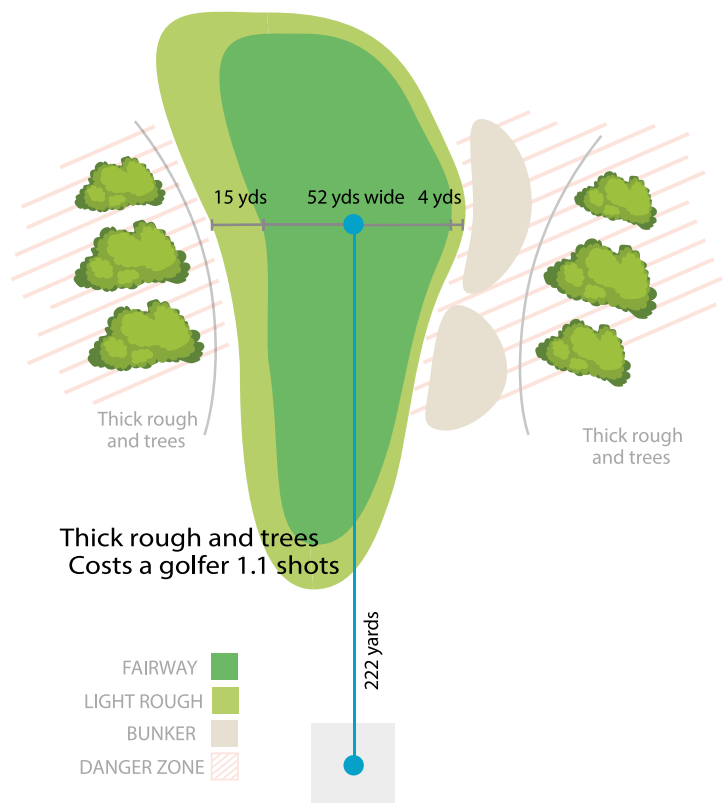 15 yds 52 yds wide 4 yds
Thick rough
and trees
Thick rough
and trees
Thick rough and trees
Costs a golfer 1.1 shots
222 yards
FAIRWAY
LIGHT ROUGH
BUNKER
DANGER ZONE